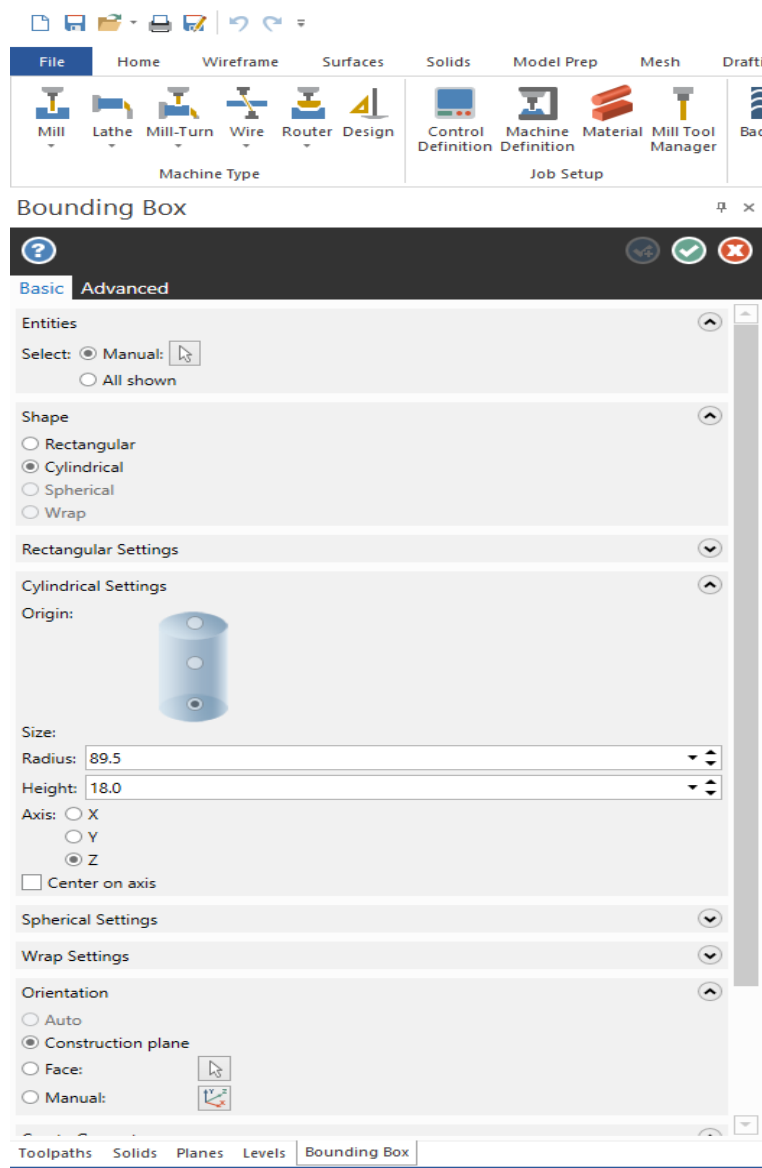 File Home Wireframe Surfaces Solids Model Prep Mesh Drafti
Mill Lathe Mill-Turn Wire Router Design Control Definition Machine Definition Material Mill Tool Manager Bac
Machine Type Job Setup
Bounding Box
Basic Advanced
Entities
Select: Manual:
All shown
Shape
Rectangular
Cylindrical
Spherical
Wrap
Rectangular Settings
Cylindrical Settings
Origin:
Size:
Radius: 89.5
Height: 18.0
Axis: X
Y
Z
Center on axis
Spherical Settings
Wrap Settings
Orientation
Auto
Construction plane
Face:
Manual:
Toolpaths Solids Planes Levels Bounding Box